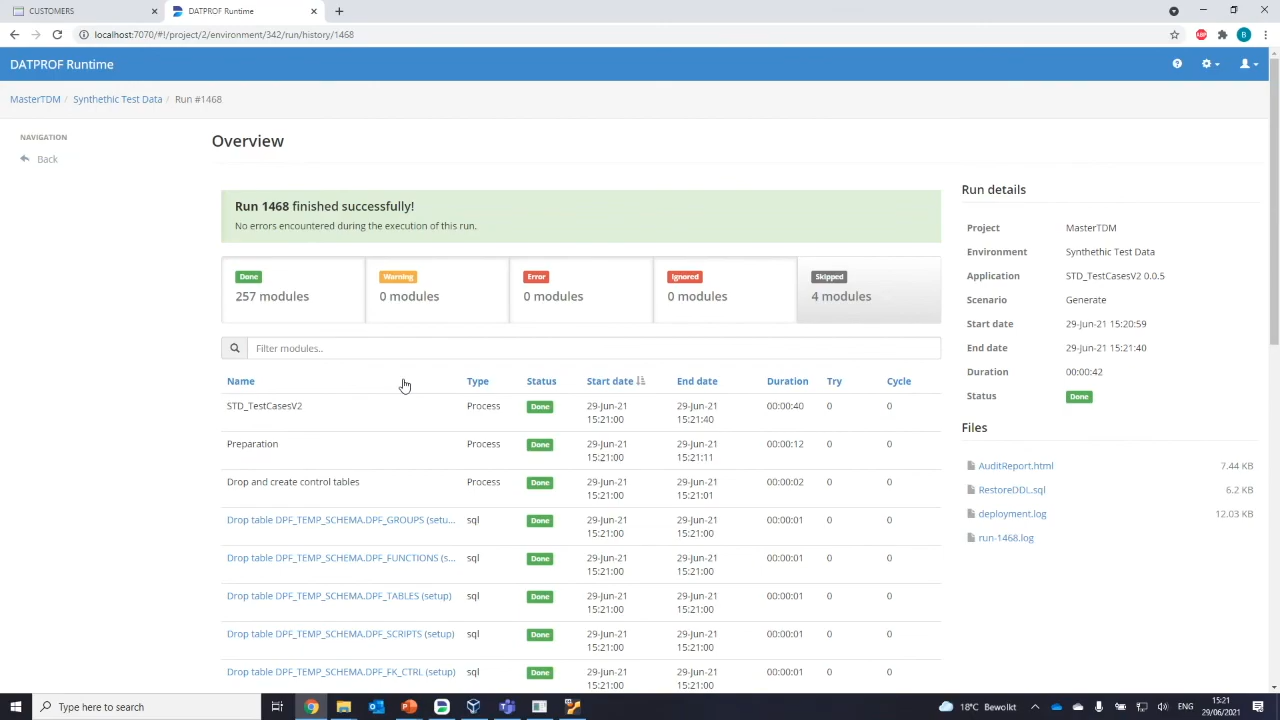 CUSTOMERS
DATPROF Runtime
localhost:7070/#!/project/2/environment/342/run/history/1468
ABP
B
DATPROF Runtime
MasterTDM / Synthethic Test Data / Run #1468
NAVIGATION
Back
Overview
Run 1468 finished successfully!
No errors encountered during the execution of this run.
Done
257 modules
Warning
0 modules
Error
0 modules
Ignored
0 modules
Skipped
4 modules
Filter modules..
Name Type Status Start date End date Duration Try Cycle
STD_TestCasesV2 Process Done 29-Jun-21 29-Jun-21 00:00:40 0 0
15:21:00 15:21:40
Preparation Process Done 29-Jun-21 29-Jun-21 00:00:12 0 0
15:21:00 15:21:11
Drop and create control tables Process Done 29-Jun-21 29-Jun-21 00:00:02 0 0
15:21:00 15:21:01
Drop table DPF_TEMP_SCHEMA.DPF_GROUPS (setu... sql Done 29-Jun-21 29-Jun-21 00:00:01 0 0
15:21:00 15:21:00
Drop table DPF_TEMP_SCHEMA.DPF_FUNCTIONS (s... sql Done 29-Jun-21 29-Jun-21 00:00:01 0 0
15:21:00 15:21:00
Drop table DPF_TEMP_SCHEMA.DPF_TABLES (setup) sql Done 29-Jun-21 29-Jun-21 00:00:01 0 0
15:21:00 15:21:00
Drop table DPF_TEMP_SCHEMA.DPF_SCRIPTS (setup) sql Done 29-Jun-21 29-Jun-21 00:00:01 0 0
15:21:00 15:21:00
Drop table DPF_TEMP_SCHEMA.DPF_FK_CTRL (setup) sql Done 29-Jun-21 29-Jun-21 00:00:01 0 0
15:21:00 15:21:00
Run details
Project MasterTDM
Environment Synthethic Test Data
Application STD_TestCasesV2 0.0.5
Scenario Generate
Start date 29-Jun-21 15:20:59
End date 29-Jun-21 15:21:40
Duration 00:00:42
Status Done
Files
AuditReport.html 7.44 KB
RestoreDDL.sql 6.2 KB
deployment.log 12.03 KB
run-1468.log
Type here to search
18°C Bewolkt
ENG
15:21
29/06/2021